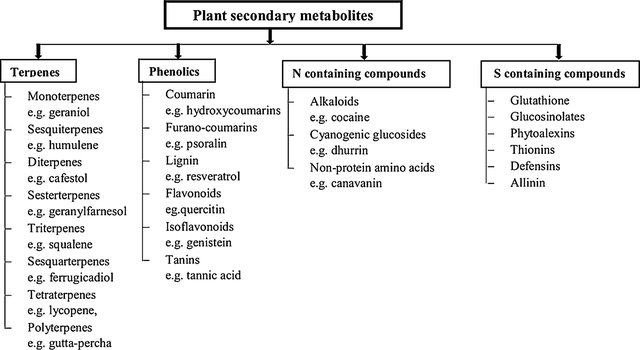 Plant secondary metabolites
Terpenes
Monoterpenes
e.g. geraniol
Sesquiterpenes
e.g. humulene
Diterpenes
e.g. cafestol
Sesterterpenes
e.g. geranylfarnesol
Triterpenes
e.g. squalene
Sesquarterpenes
e.g. ferrugicadiol
Tetraterpenes
e.g. lycopene,
Polyterpenes
e.g. gutta-percha
Phenolics
Coumarin
e.g. hydroxycoumarins
Furano-coumarins
e.g. psoralin
Lignin
e.g. resveratrol
Flavonoids
eg.quercitin
Isoflavonoids
e.g. genistein
Tanins
e.g. tannic acid
N containing compounds
Alkaloids
e.g. cocaine
Cyanogenic glucosides
e.g. dhurrin
Non-protein amino acids
e.g. canavanin
S containing compounds
Glutathione
Glucosinolates
Phytoalexins
Thionins
Defensins
Allinin